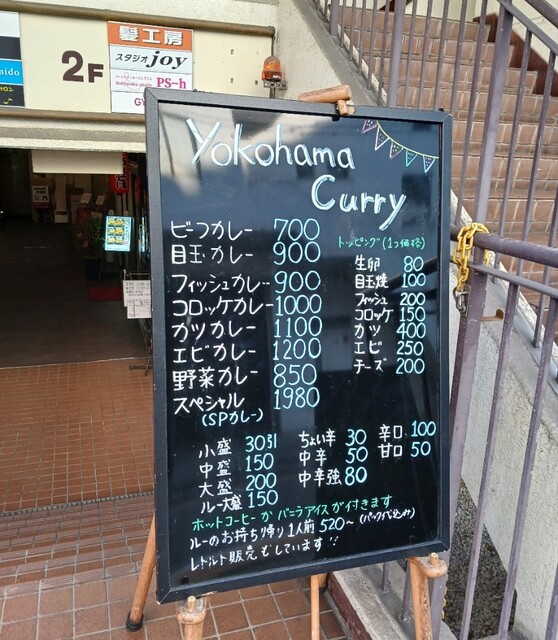 髪工房
スタジオjoy
PS-h
2F
Yokohama
Curry
ビーフカレー 700
目玉カレー 900
フィッシュカレー 900
コロッケカレー 1000
カツカレー 1100
エビカレー 1200
野菜カレー 850
スペシャル 1980
(SPカレー)
トッピング(1つ価格)
生卵 80
目玉焼 100
フィッシュ 200
コロッケ 150
カツ 400
エビ 250
チーズ 200
小盛 30引
中盛 150
大盛 200
ルー大盛 150
ちょい辛 30
中辛 50
中辛強 80
辛口 100
甘口 50
ホットコーヒーかバニラアイスが付きます
ルーのお持ち帰り1人前520〜(パック代込み)
レトルト販売もしています!!